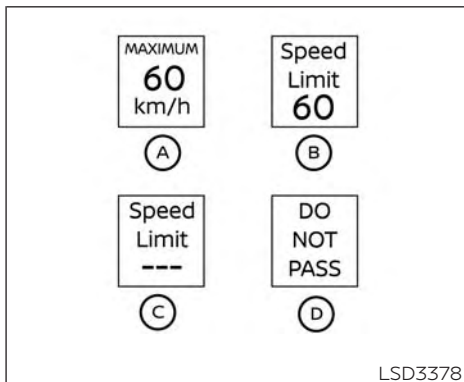 MAXIMUM
60
km/h
A
Speed
Limit
60
B
Speed
Limit
---
C
DO
NOT
PASS
D
LSD3378